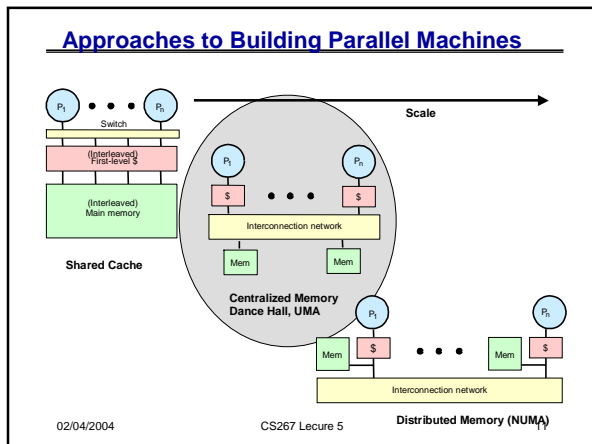 Approaches to Building Parallel Machines
P1 Pn
Scale
Switch
(Interleaved)
First-level $
(Interleaved)
Main memory
Shared Cache
P1 Pn
$ $
Interconnection network
Mem Mem
Centralized Memory
Dance Hall, UMA
P1 Pn
Mem $ Mem $
Interconnection network
Distributed Memory (NUMA)
02/04/2004 CS267 Lecure 5 11